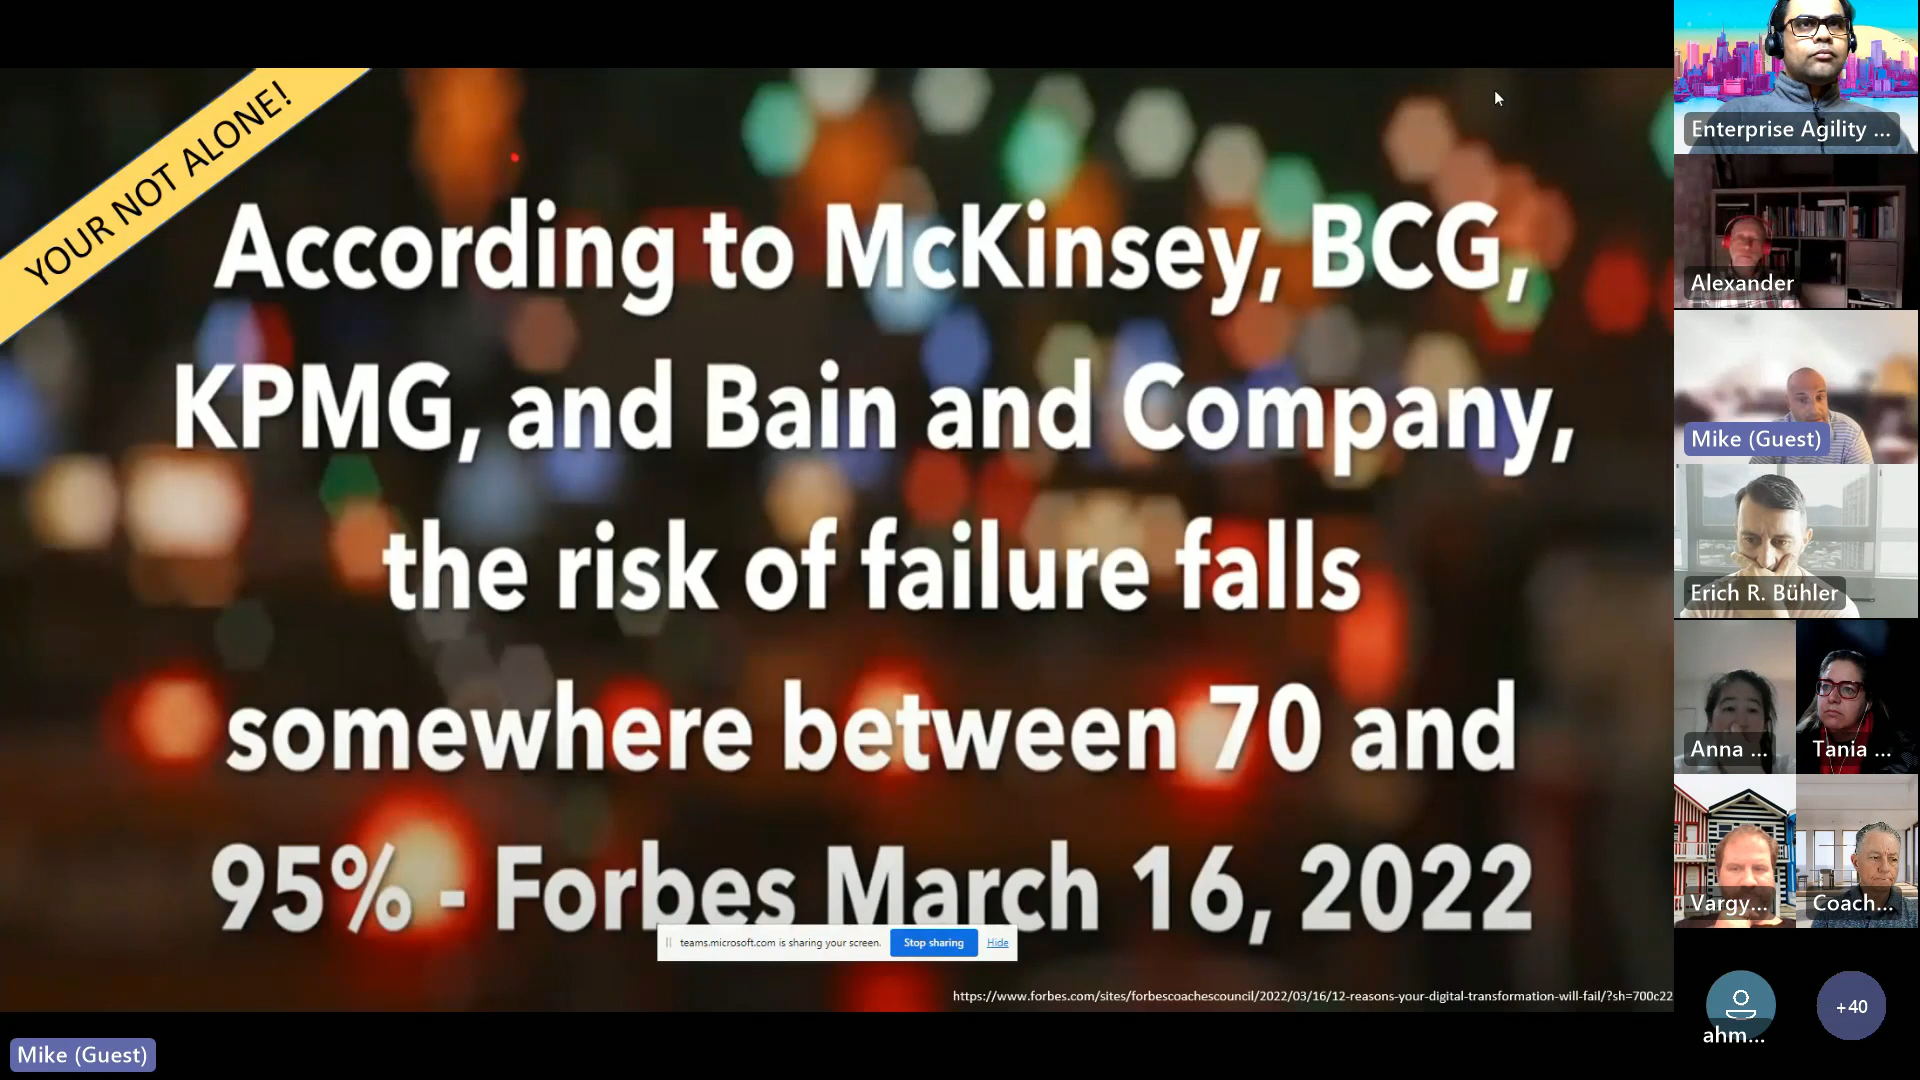 YOUR NOT ALONE!
According to McKinsey, BCG,
KPMG, and Bain and Company,
the risk of failure falls
somewhere between 70 and
95% - Forbes March 16, 2022
teams.microsoft.com is sharing your screen. Stop sharing Hide
https://www.forbes.com/sites/forbescoachescouncil/2022/03/16/12-reasons-your-digital-transformation-will-fail/?sh=700c22
Mike (Guest)
Enterprise Agility ...
Alexander
Mike (Guest)
Erich R. Bühler
Anna ... Tania ...
Vargy... Coach...
ahm... +40